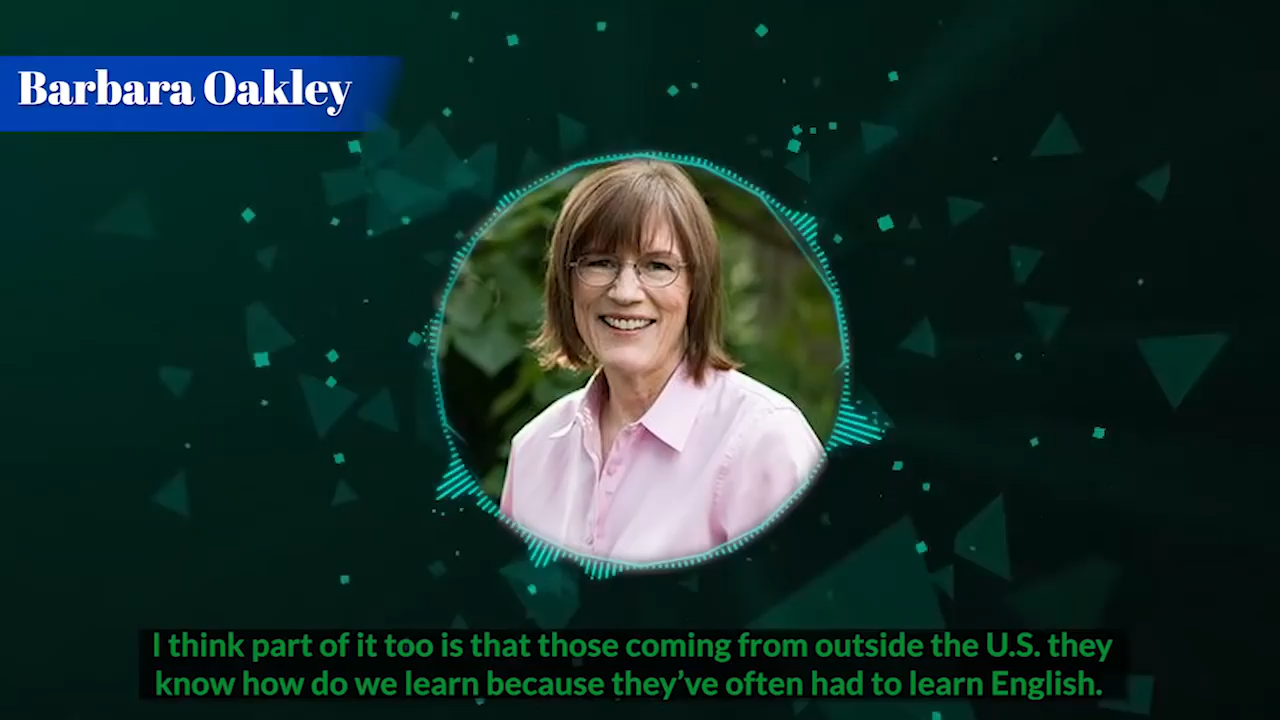 Barbara Oakley
I think part of it too is that those coming from outside the U.S. they
know how do we learn because they've often had to learn English.